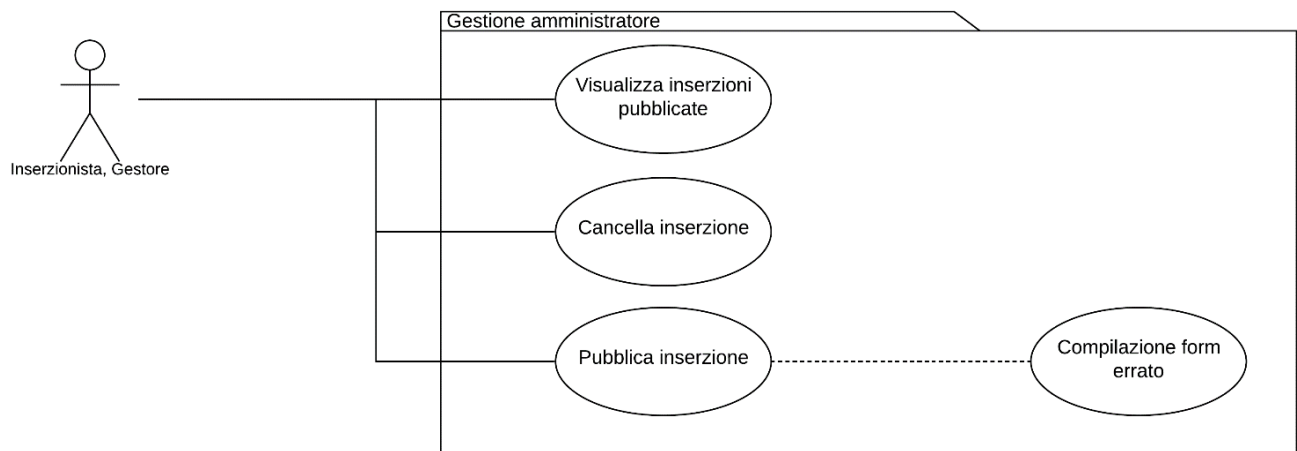 Gestione amministratore
Visualizza inserzioni
pubblicate
Inserzionista, Gestore
Cancella inserzione
Pubblica inserzione
Compilazione form
errato